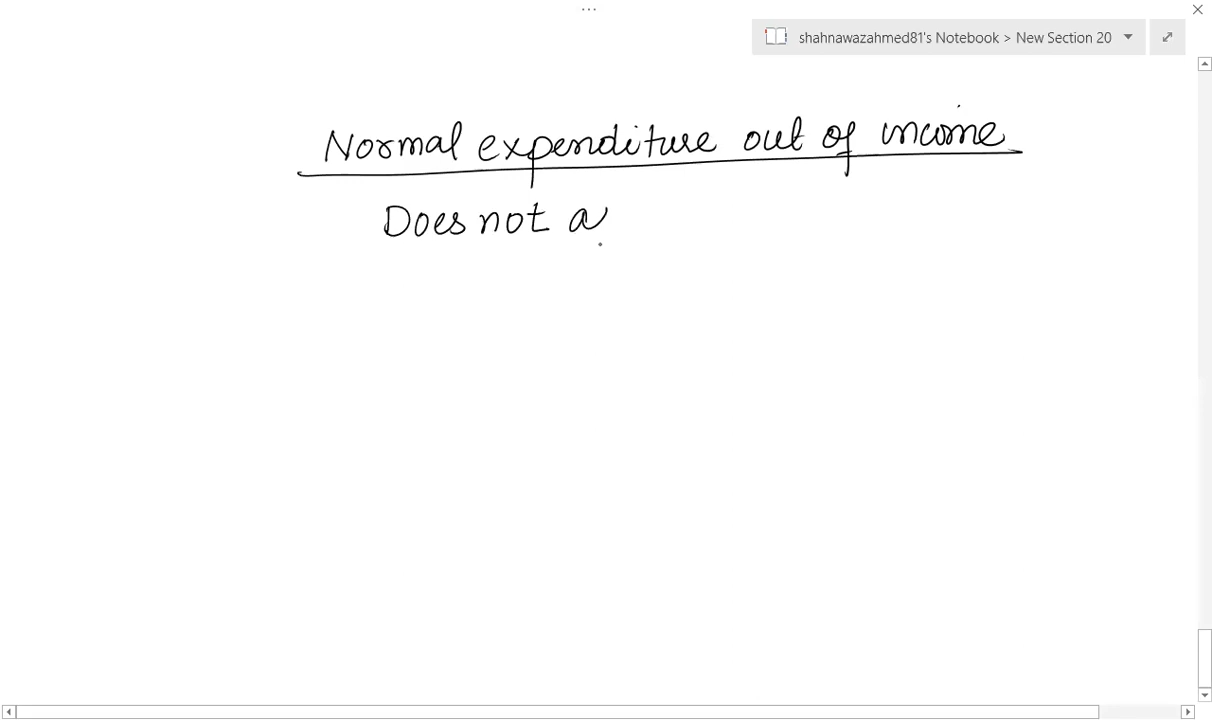 shahnawazahmed81's Notebook > New Section 20
Normal expenditure out of income
Does not a